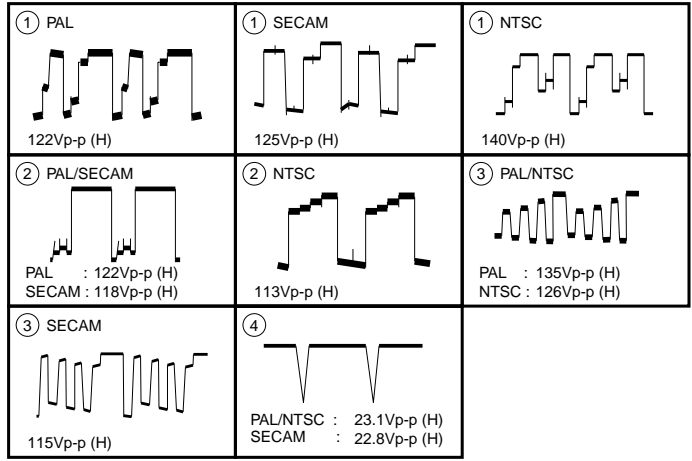 ① PAL
122Vp-p (H)
① SECAM
125Vp-p (H)
① NTSC
140Vp-p (H)
② PAL/SECAM
PAL : 122Vp-p (H)
SECAM : 118Vp-p (H)
② NTSC
113Vp-p (H)
③ PAL/NTSC
PAL : 135Vp-p (H)
NTSC : 126Vp-p (H)
③ SECAM
115Vp-p (H)
④
PAL/NTSC : 23.1Vp-p (H)
SECAM : 22.8Vp-p (H)